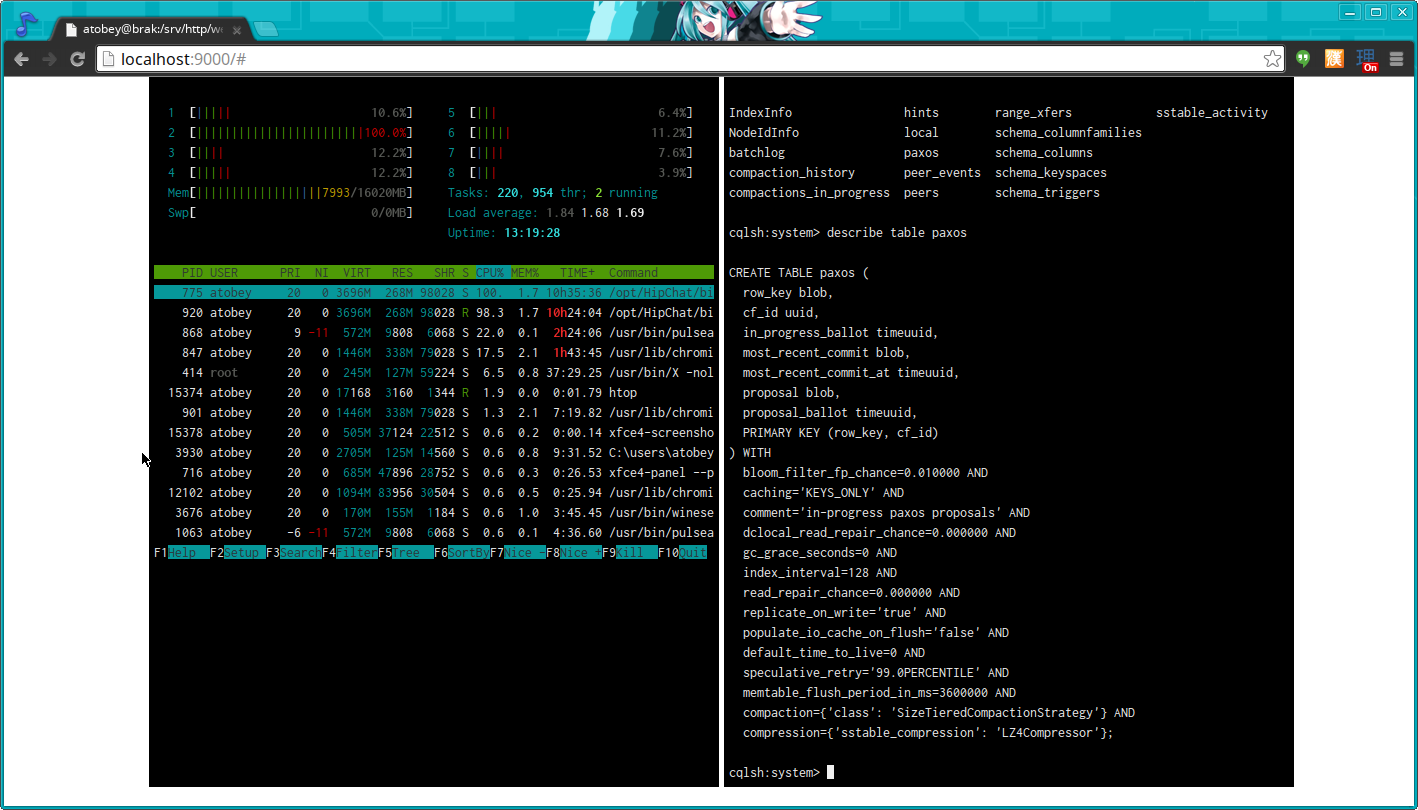 atobey@brak:/srv/http/we
localhost:9000/#
On
1 [||||| 10.6%] 5 [||| 6.4%]
2 [||||||||||||||||||||||||100.0%] 6 [||||| 11.2%]
3 [|||| 12.2%] 7 [|||| 7.6%]
4 [||||| 12.2%] 8 [||| 3.9%]
Mem[||||||||||||||||||7993/16020MB] Tasks: 220, 954 thr; 2 running
Swp[ 0/0MB] Load average: 1.84 1.68 1.69
Uptime: 13:19:28
PID USER PRI NI VIRT RES SHR S CPU% MEM% TIME+ Command
775 atobey 20 0 3696M 268M 98028 S 100. 1.7 10h35:36 /opt/HipChat/bi
920 atobey 20 0 3696M 268M 98028 R 98.3 1.7 10h24:04 /opt/HipChat/bi
868 atobey 9 -11 572M 9808 6068 S 22.0 0.1 2h24:06 /usr/bin/pulsea
847 atobey 20 0 1446M 338M 79028 S 17.5 2.1 1h43:45 /usr/lib/chromi
414 root 20 0 245M 127M 59224 S 6.5 0.8 37:29.25 /usr/bin/X -nol
15374 atobey 20 0 17168 3160 1344 R 1.9 0.0 0:01.79 htop
901 atobey 20 0 1446M 338M 79028 S 1.3 2.1 7:19.82 /usr/lib/chromi
15378 atobey 20 0 505M 37124 22512 S 0.6 0.2 0:00.14 xfce4-screensho
3930 atobey 20 0 2705M 125M 14560 S 0.6 0.8 9:31.52 C:\users\atobey
716 atobey 20 0 685M 47896 28752 S 0.6 0.3 0:26.53 xfce4-panel --p
12102 atobey 20 0 1094M 83956 30504 S 0.6 0.5 0:25.94 /usr/lib/chromi
3676 atobey 20 0 170M 155M 1184 S 0.6 1.0 3:45.45 /usr/bin/winese
1063 atobey -6 -11 572M 9808 6068 S 0.6 0.1 4:36.60 /usr/bin/pulsea
F1Help F2Setup F3SearchF4FilterF5Tree F6SortByF7Nice -F8Nice +F9Kill F10Quit
IndexInfo hints range_xfers sstable_activity
NodeIdInfo local schema_columnfamilies
batchlog paxos schema_columns
compaction_history peer_events schema_keyspaces
compactions_in_progress peers schema_triggers
cqlsh:system> describe table paxos
CREATE TABLE paxos (
row_key blob,
cf_id uuid,
in_progress_ballot timeuuid,
most_recent_commit blob,
most_recent_commit_at timeuuid,
proposal blob,
proposal_ballot timeuuid,
PRIMARY KEY (row_key, cf_id)
) WITH
bloom_filter_fp_chance=0.010000 AND
caching='KEYS_ONLY' AND
comment='in-progress paxos proposals' AND
dclocal_read_repair_chance=0.000000 AND
gc_grace_seconds=0 AND
index_interval=128 AND
read_repair_chance=0.000000 AND
replicate_on_write='true' AND
populate_io_cache_on_flush='false' AND
default_time_to_live=0 AND
speculative_retry='99.0PERCENTILE' AND
memtable_flush_period_in_ms=3600000 AND
compaction={'class': 'SizeTieredCompactionStrategy'} AND
compression={'sstable_compression': 'LZ4Compressor'};
cqlsh:system>